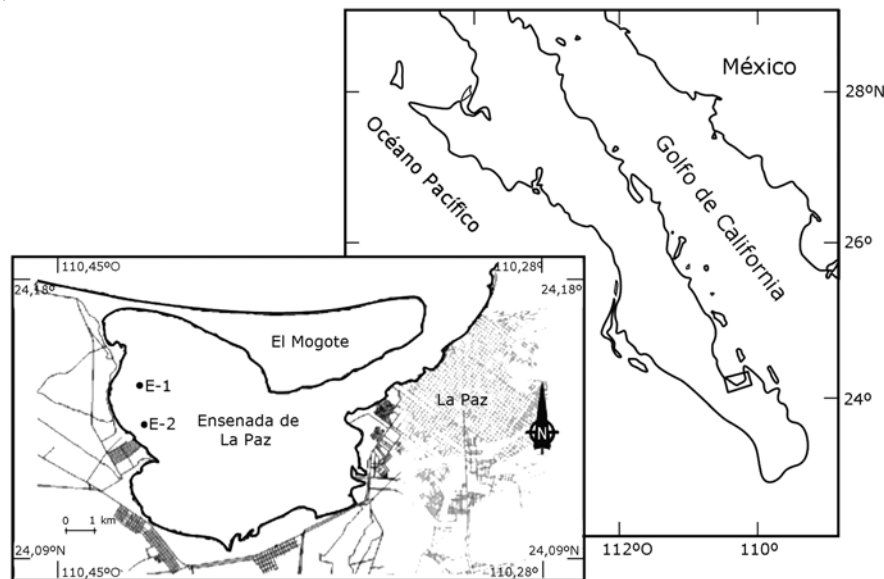 México
28ºN
Océano Pacífico
Golfo de California
26º
24º
112ºO
110º
110,45ºO
110,28º
24,18º
24,18º
El Mogote
E-1
E-2
Ensenada de
La Paz
La Paz
N
0 1 km
24,09ºN
24,09º
110,45ºO
110,28º